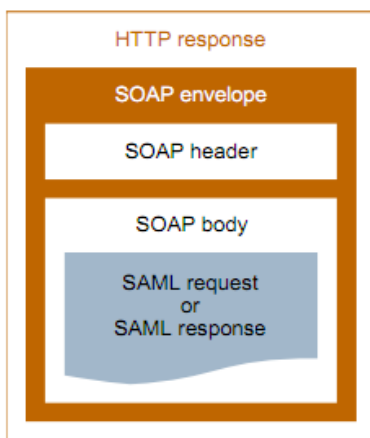 HTTP response
SOAP envelope
SOAP header
SOAP body
SAML request
or
SAML response